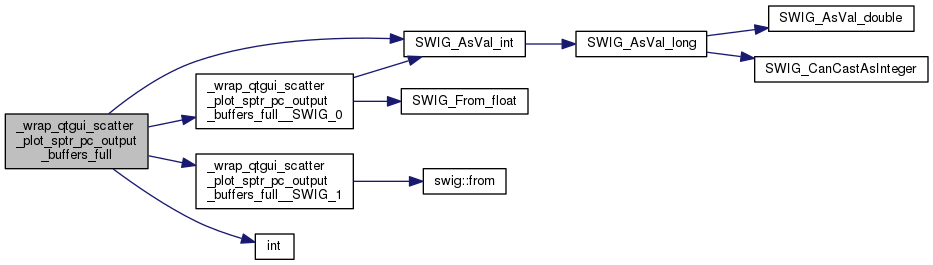 _wrap_qtgui_scatter
_plot_sptr_pc_output
_buffers_full
SWIG_AsVal_int
_wrap_qtgui_scatter
_plot_sptr_pc_output
_buffers_full__SWIG_0
_wrap_qtgui_scatter
_plot_sptr_pc_output
_buffers_full__SWIG_1
int
SWIG_From_float
swig::from
SWIG_AsVal_long
SWIG_AsVal_double
SWIG_CanCastAsInteger